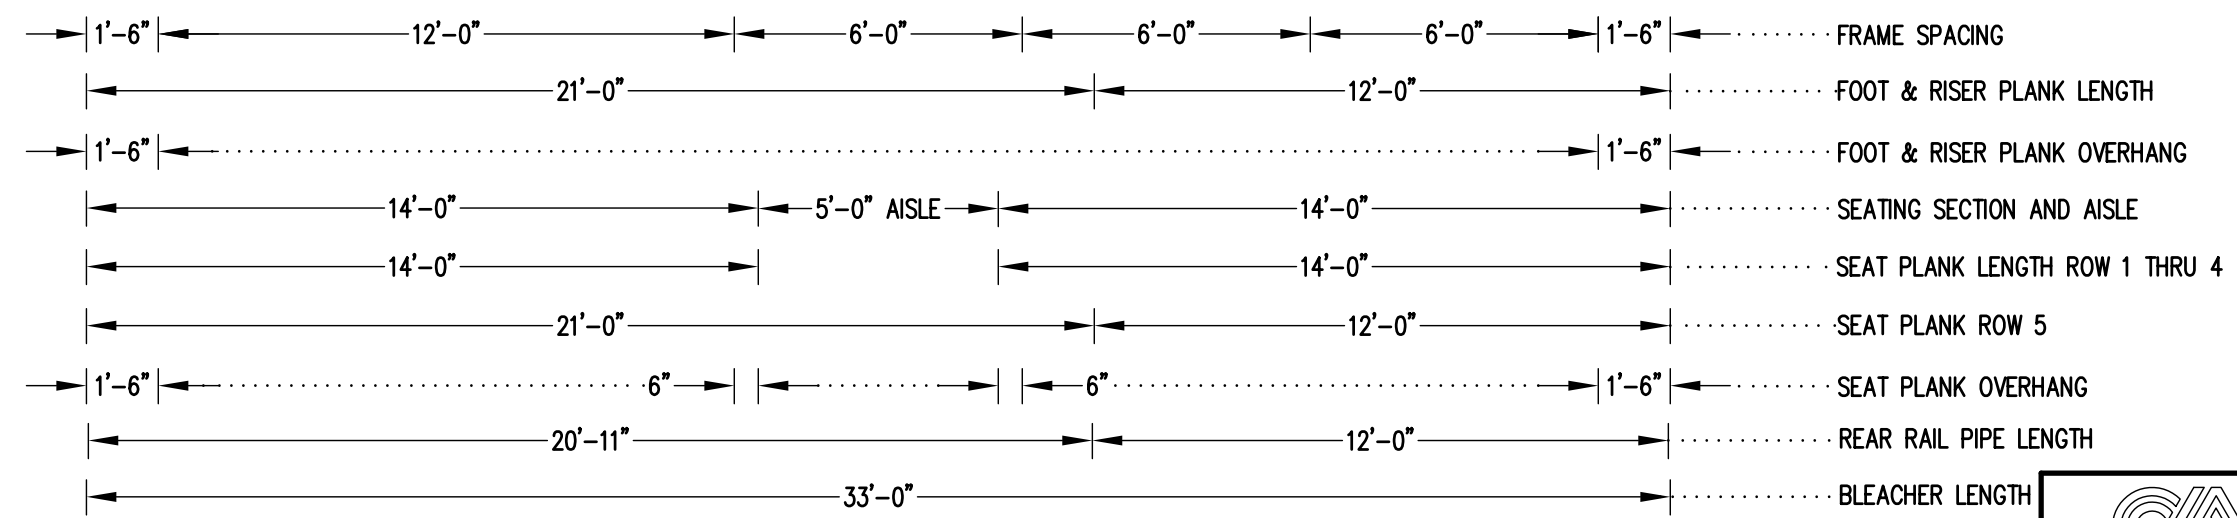 1'-6" 12'-0" 6'-0" 6'-0" 6'-0" 1'-6" FRAME SPACING
21'-0" 12'-0" FOOT & RISER PLANK LENGTH
1'-6" 1'-6" FOOT & RISER PLANK OVERHANG
14'-0" 5'-0" AISLE 14'-0" SEATING SECTION AND AISLE
14'-0" 14'-0" SEAT PLANK LENGTH ROW 1 THRU 4
21'-0" 12'-0" SEAT PLANK ROW 5
1'-6" 6" 6" 1'-6" SEAT PLANK OVERHANG
20'-11" 12'-0" REAR RAIL PIPE LENGTH
33'-0" BLEACHER LENGTH